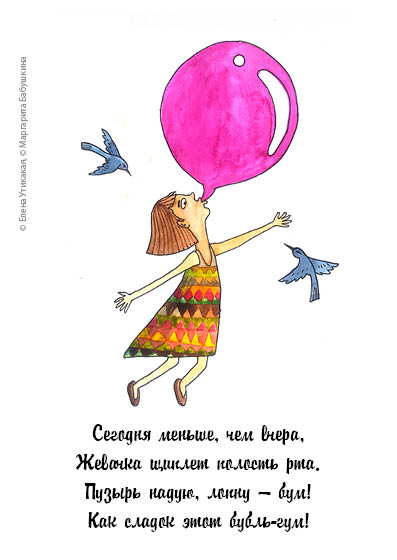 © Елена Утикакая, © Маргарита Бабушкина
Сегодня меньше, чем вчера,
Жевачка щиплет полость рта.
Пузырь надую, лопну – бум!
Как сладок этот бубль-гум!